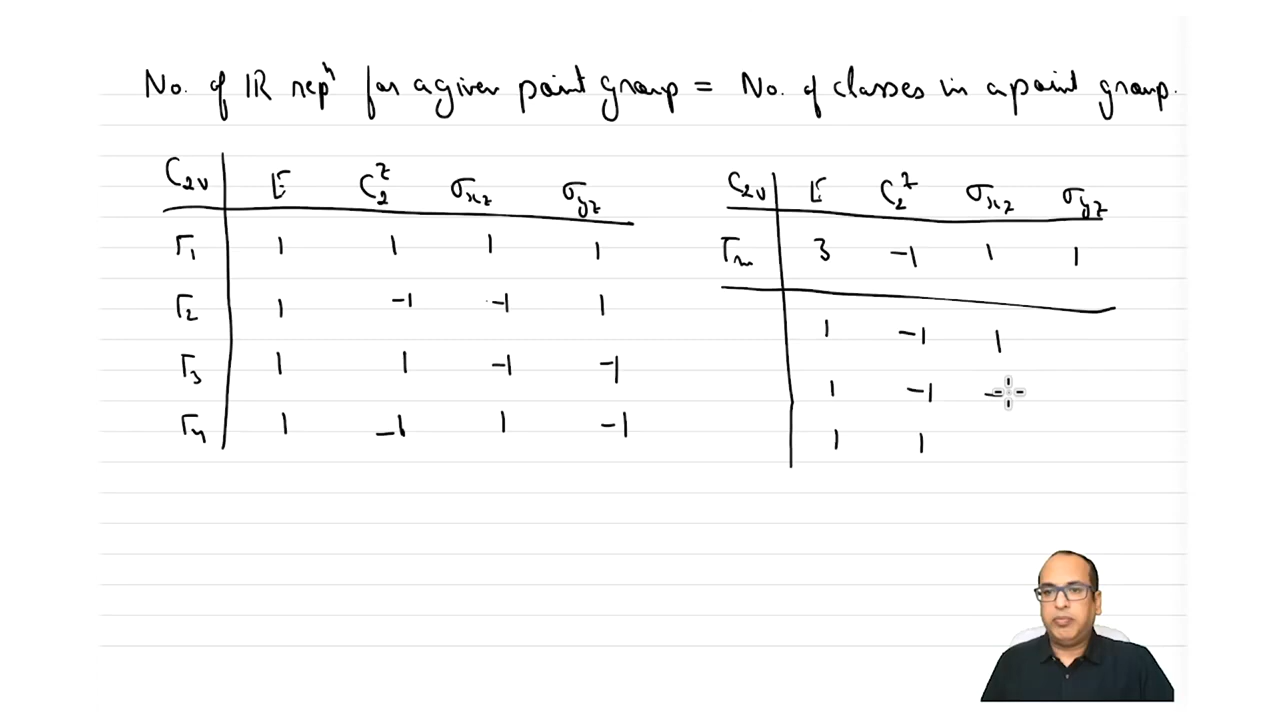 No. of IR repⁿ for a given point group = No. of classes in a point group.
C₂ᵥ E C₂ᶻ σₓz σyz
Γ₁ 1 1 1 1
Γ₂ 1 -1 -1 1
Γ₃ 1 1 -1 -1
Γ₄ 1 -1 1 -1
C₂ᵥ E C₂ᶻ σₓz σyz
Γₘ 3 -1 1 1
1 -1 1
1 -1 -
1 1